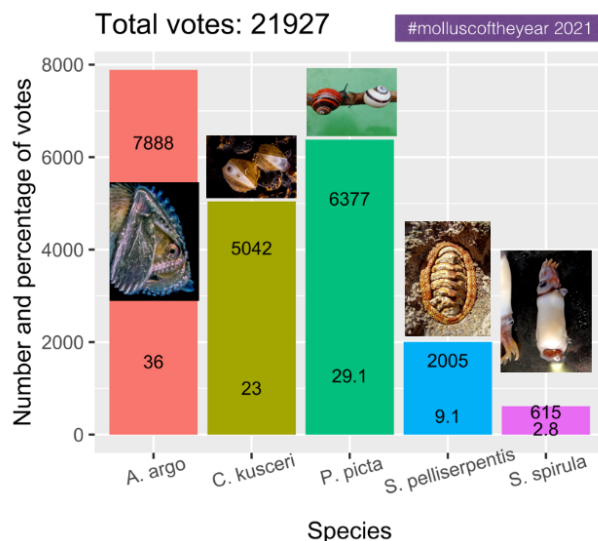 Total votes: 21927
#molluscoftheyear 2021
Number and percentage of votes
8000
6000
4000
2000
0
7888
36
5042
23
6377
29.1
2005
9.1
615
2.8
A. argo
C. kusceri
P. picta
S. pelliserpentis
S. spirula
Species